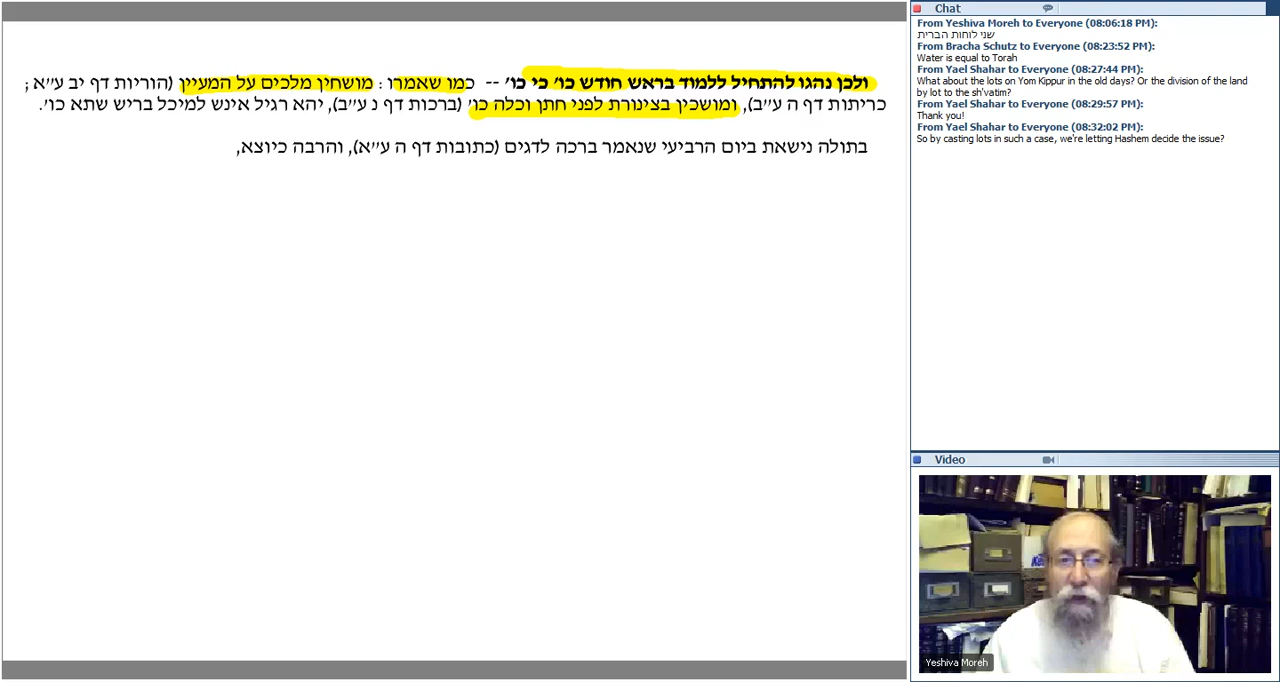 ולכן נהגו להתחיל ללמוד בראש חודש כו' כי כו' -- כמו שאמרו : מושחין מלכים על המעיין (הוריות דף יב ע״א ;
כריתות דף ה ע״ב), ומושכין בצינורת לפני חתן וכלה כו' (ברכות דף נ ע״ב), יהא רגיל אינש למיכל בריש שתא כו'.
בתולה נישאת ביום הרביעי שנאמר ברכה לדגים (כתובות דף ה ע״א), והרבה כיוצא,
Chat
From Yeshiva Moreh to Everyone (08:06:18 PM):
שני לוחות הברית
From Bracha Schutz to Everyone (08:23:52 PM):
Water is equal to Torah
From Yael Shahar to Everyone (08:27:44 PM):
What about the lots on Yom Kippur in the old days? Or the division of the land
by lot to the sh'vatim?
From Yael Shahar to Everyone (08:29:57 PM):
Thank you!
From Yael Shahar to Everyone (08:32:02 PM):
So by casting lots in such a case, we're letting Hashem decide the issue?
Video
Yeshiva Moreh